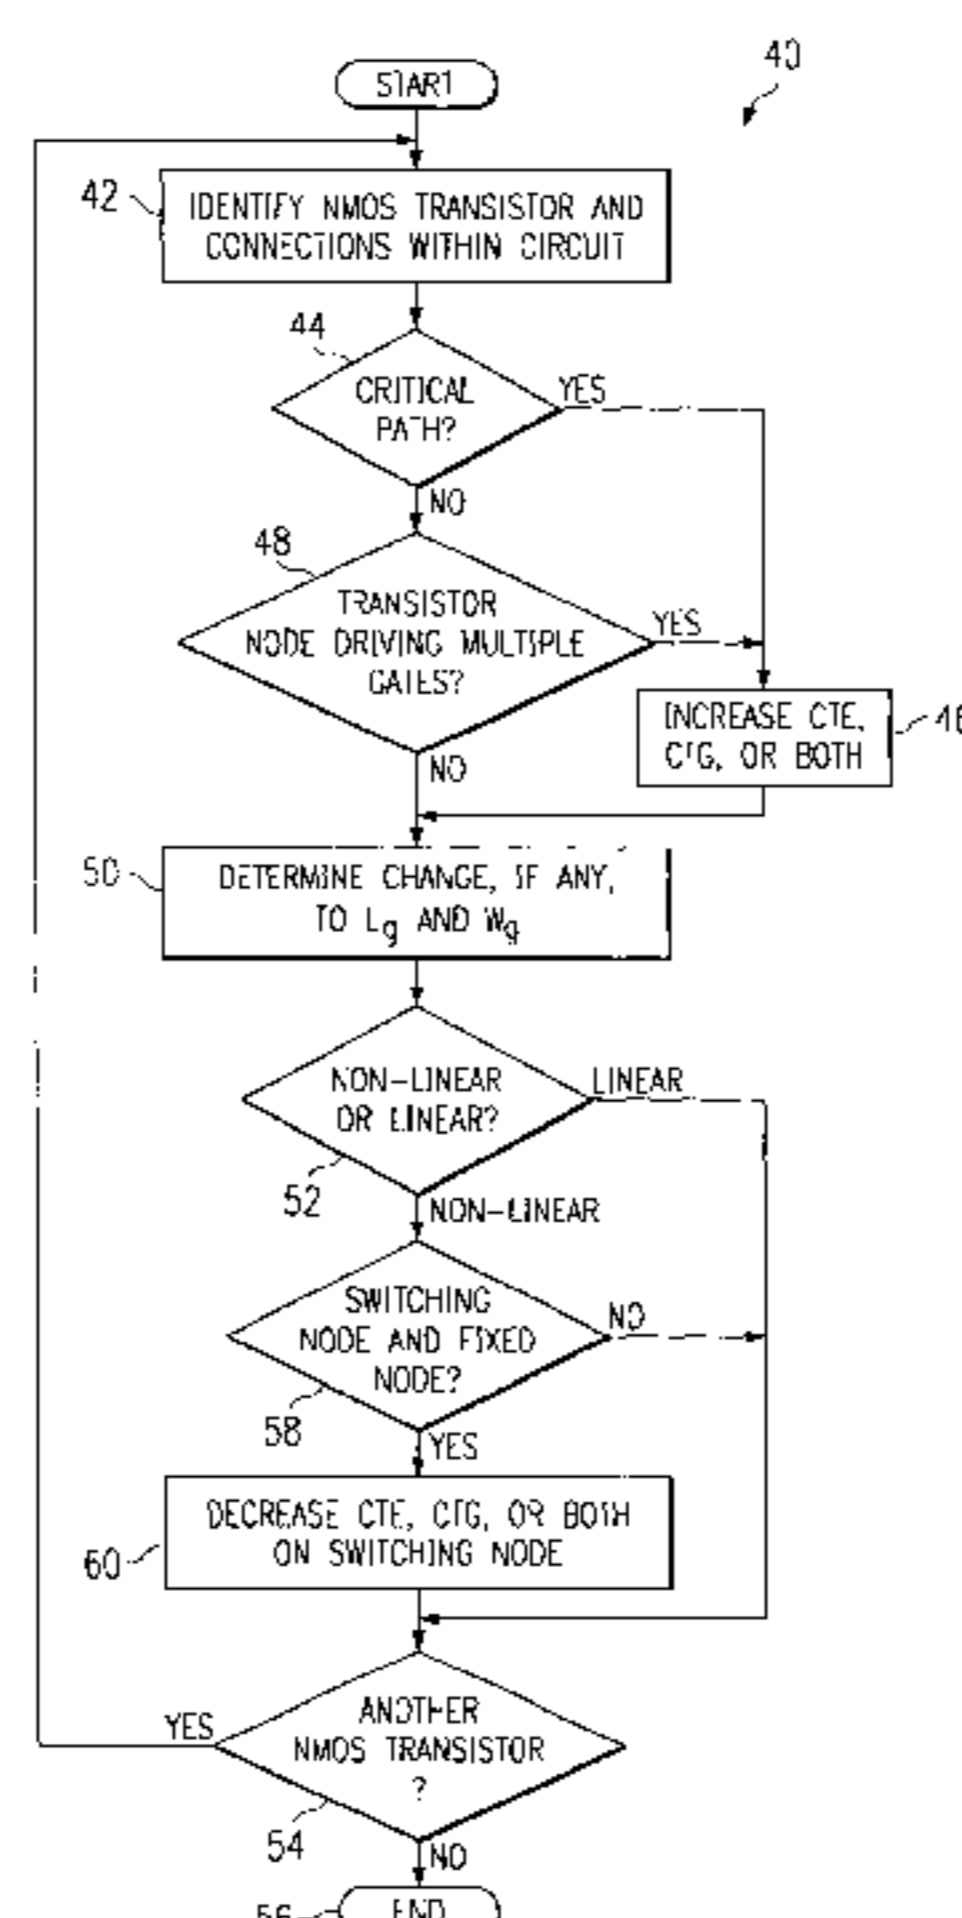 40
START
42
IDENTIFY NMOS TRANSISTOR AND
CONNECTIONS WITHIN CIRCUIT
44
CRITICAL
PATH?
YES
NO
48
TRANSISTOR
NODE DRIVING MULTIPLE
GATES?
YES
INCREASE CTE,
CTG, OR BOTH
46
NO
50
DETERMINE CHANGE, IF ANY,
TO Lg AND Wg
NON-LINEAR
OR LINEAR?
LINEAR
52
NON-LINEAR
SWITCHING
NODE AND FIXED
NODE?
NO
58
YES
DECREASE CTE, CTG, OR BOTH
ON SWITCHING NODE
60
ANOTHER
NMOS TRANSISTOR
?
YES
54
NO
56
END